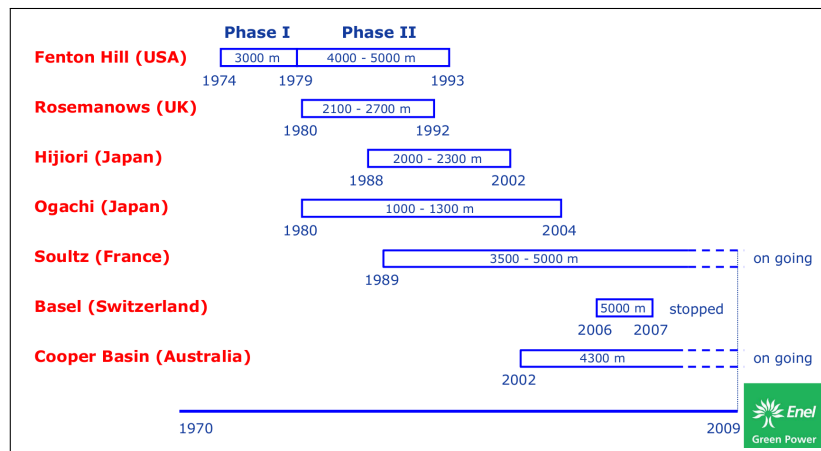 Phase I Phase II
Fenton Hill (USA) 3000 m 4000 - 5000 m
1974 1979 1993
Rosemanows (UK) 2100 - 2700 m
1980 1992
Hijiori (Japan) 2000 - 2300 m
1988 2002
Ogachi (Japan) 1000 - 1300 m
1980 2004
Soultz (France) 3500 - 5000 m on going
1989
Basel (Switzerland) 5000 m stopped
2006 2007
Cooper Basin (Australia) 4300 m on going
2002
1970 2009
Enel
Green Power